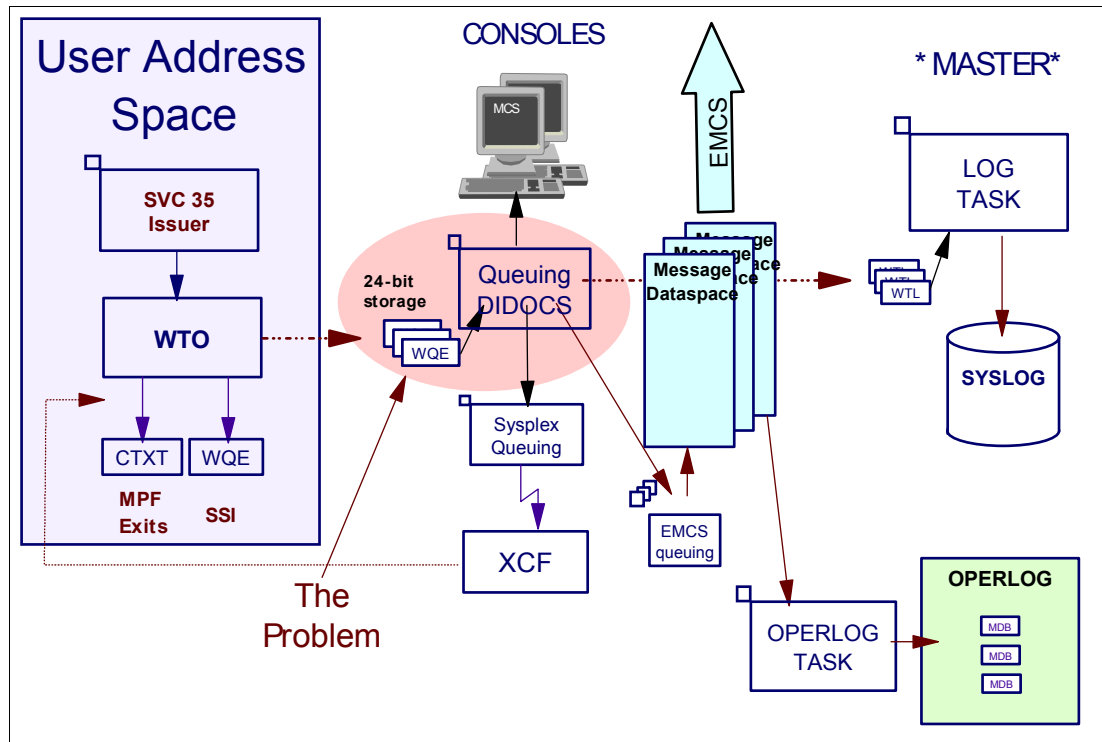 User Address
Space
SVC 35
Issuer
WTO
CTXT
WQE
MPF
Exits
SSI
CONSOLES
MCS
24-bit
storage
WQE
Queuing
DIDOCS
Sysplex
Queuing
XCF
The
Problem
EMCS
Message
Message
Message
Dataspace
EMCS
queuing
* MASTER*
LOG
TASK
WTL
SYSLOG
OPERLOG
TASK
OPERLOG
MDB
MDB
MDB